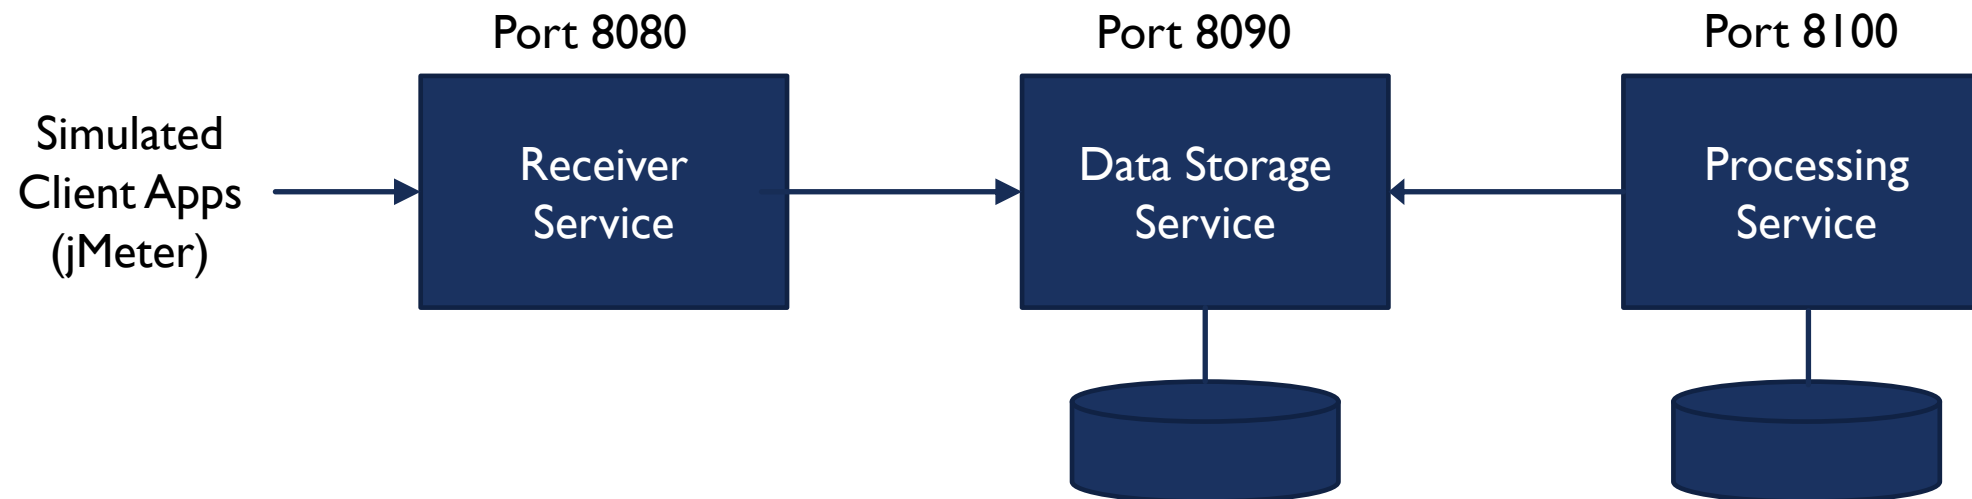 Port 8080
Port 8090
Port 8100
Simulated
Client Apps
(jMeter)
Receiver
Service
Data Storage
Service
Processing
Service